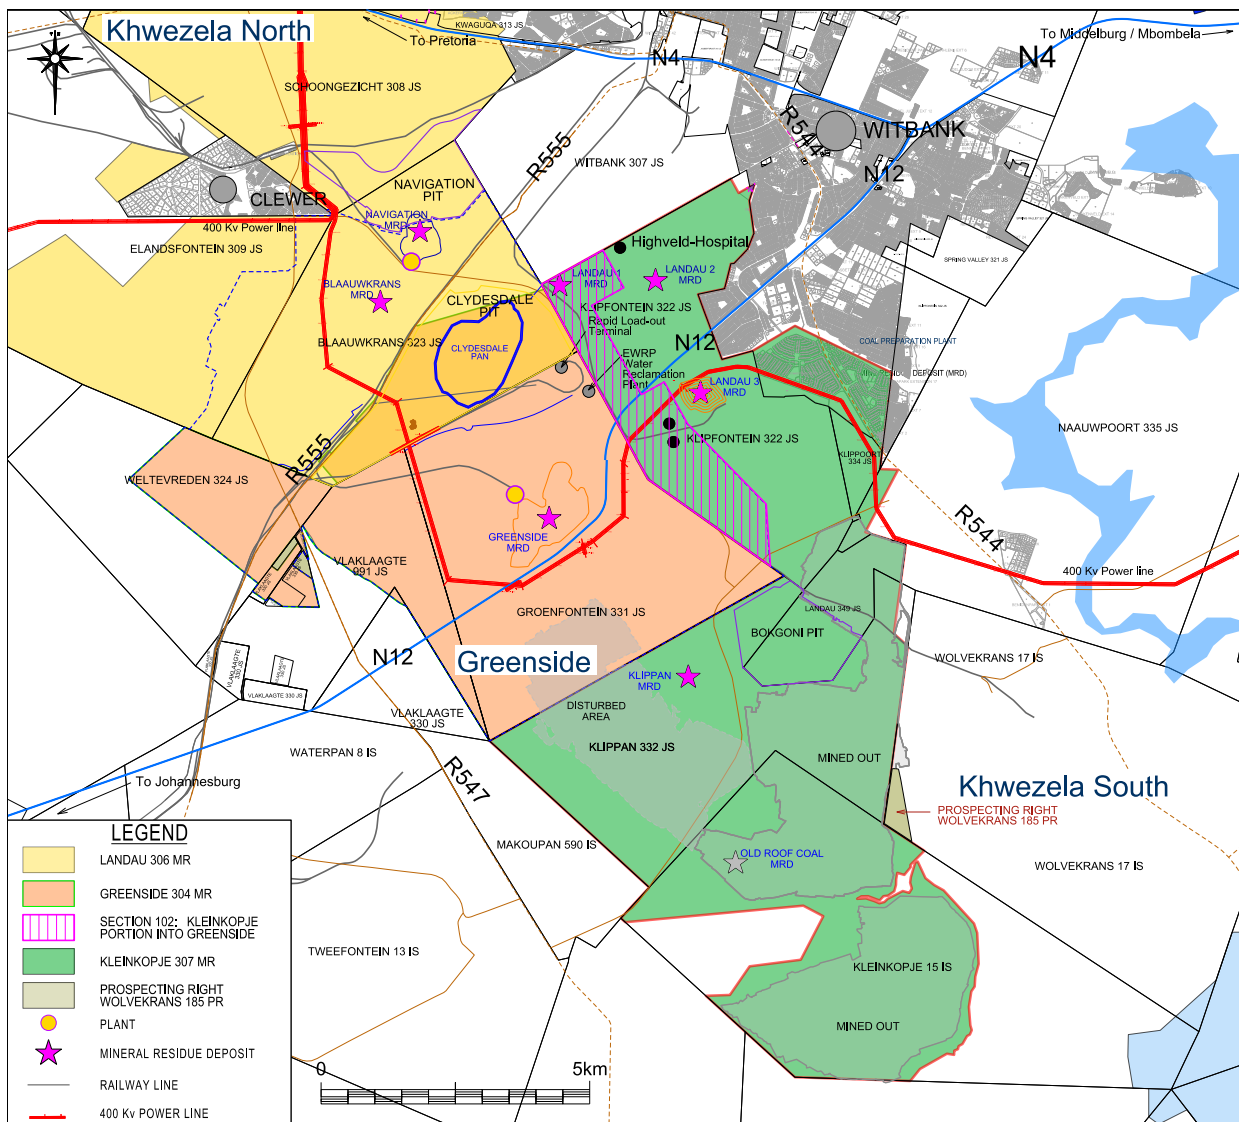 Khwezela North
KWAGUQA 313 JS
To Pretoria
To Middelburg / Mbombela
N4
N4
SCHOONGEZICHT 308 JS
R555
R544
WITBANK
WITBANK 307 JS
N12
NAVIGATION
PIT
CLEWER
NAVIGATION
MRD
400 Kv Power line
ELANDSFONTEIN 309 JS
Highveld-Hospital
SPRING VALLEY 321 JS
BLAAUWKRANS
MRD
LANDAU 1
MRD
LANDAU 2
MRD
CLYDESDALE
PIT
KLIPFONTEIN 322 JS
Rapid Load-out
Terminal
BLAAUWKRANS 323 JS
CLYDESDALE
PAN
N12
COAL PREPARATION PLANT
EWRP
Water
Reclamation
Plant
LANDAU 3
MRD
DEPOSIT (MRD)
NAAUWPOORT 335 JS
KLIPFONTEIN 322 JS
KLIPPOORT
334 JS
R555
WELTEVREDEN 324 JS
R544
GREENSIDE
MRD
VLAKLAAGTE
991 JS
400 Kv Power line
GROENFONTEIN 331 JS
LANDAU 349 JS
BOKGONI PIT
N12
Greenside
WOLVEKRANS 17 IS
VLAKLAAGTE
330 JS
VLAKLAAGTE 330 JS
KLIPPAN
MRD
VLAKLAAGTE
330 JS
DISTURBED
AREA
WATERPAN 8 IS
KLIPPAN 332 JS
MINED OUT
To Johannesburg
R547
Khwezela South
PROSPECTING RIGHT
WOLVEKRANS 185 PR
MAKOUPAN 590 IS
OLD ROOF COAL
MRD
WOLVEKRANS 17 IS
TWEEFONTEIN 13 IS
KLEINKOPJE 15 IS
MINED OUT
0
5km
LEGEND
LANDAU 306 MR
GREENSIDE 304 MR
SECTION 102: KLEINKOPJE
PORTION INTO GREENSIDE
KLEINKOPJE 307 MR
PROSPECTING RIGHT
WOLVEKRANS 185 PR
PLANT
MINERAL RESIDUE DEPOSIT
RAILWAY LINE
400 Kv POWER LINE